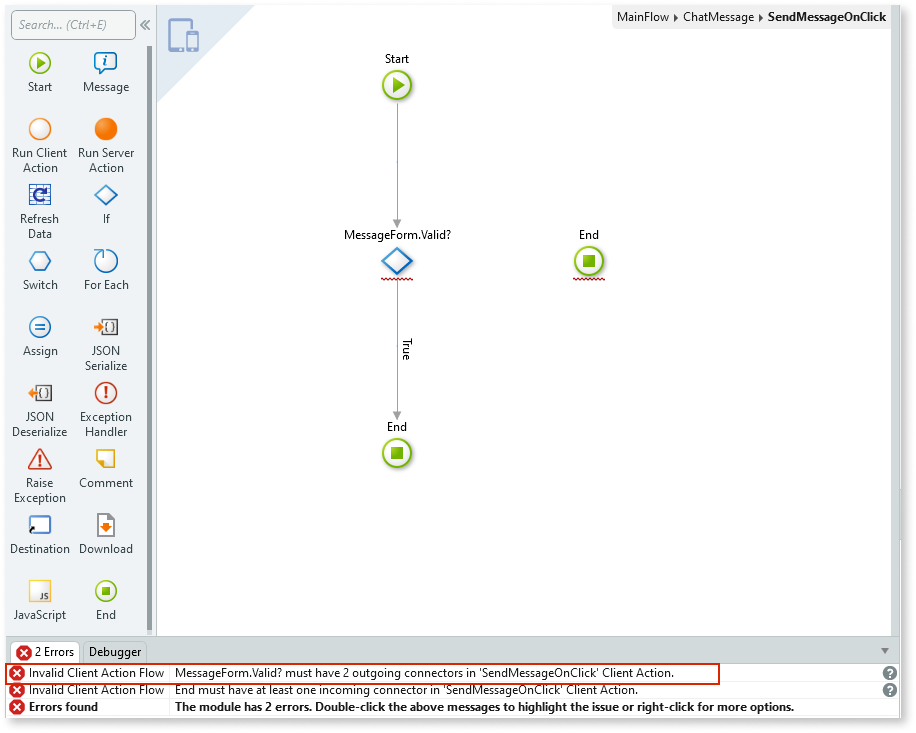 Search... (Ctrl+E)
MainFlow ChatMessage SendMessageOnClick
Start
Message
Run Client
Action
Run Server
Action
Refresh
Data
If
Switch
For Each
Assign
JSON
Serialize
JSON
Deserialize
Exception
Handler
Raise
Exception
Comment
Destination
Download
JS
JavaScript
End
Start
MessageForm.Valid?
End
True
End
2 Errors Debugger
Invalid Client Action Flow MessageForm.Valid? must have 2 outgoing connectors in 'SendMessageOnClick' Client Action. ?
Invalid Client Action Flow End must have at least one incoming connector in 'SendMessageOnClick' Client Action. ?
Errors found The module has 2 errors. Double-click the above messages to highlight the issue or right-click for more options.